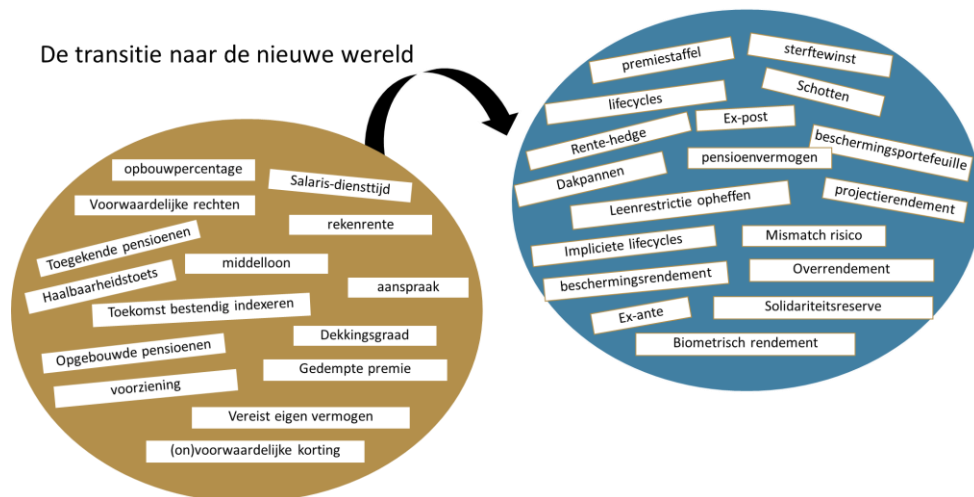 De transitie naar de nieuwe wereld
opbouwpercentage
Salaris-diensttijd
Voorwaardelijke rechten
rekenrente
Toegekende pensioenen
Haalbaarheidstoets
middelloon
aanspraak
Toekomst bestendig indexeren
Dekkingsgraad
Opgebouwde pensioenen
Gedempte premie
voorziening
Vereist eigen vermogen
(on)voorwaardelijke korting
premiestaffel
sterftewinst
Schotten
lifecycles
Ex-post
Rente-hedge
beschermingsportefeuille
pensioenvermogen
Dakpannen
projectierendement
Leenrestrictie opheffen
Mismatch risico
Impliciete lifecycles
Overrendement
beschermingsrendement
Solidariteitsreserve
Ex-ante
Biometrisch rendement